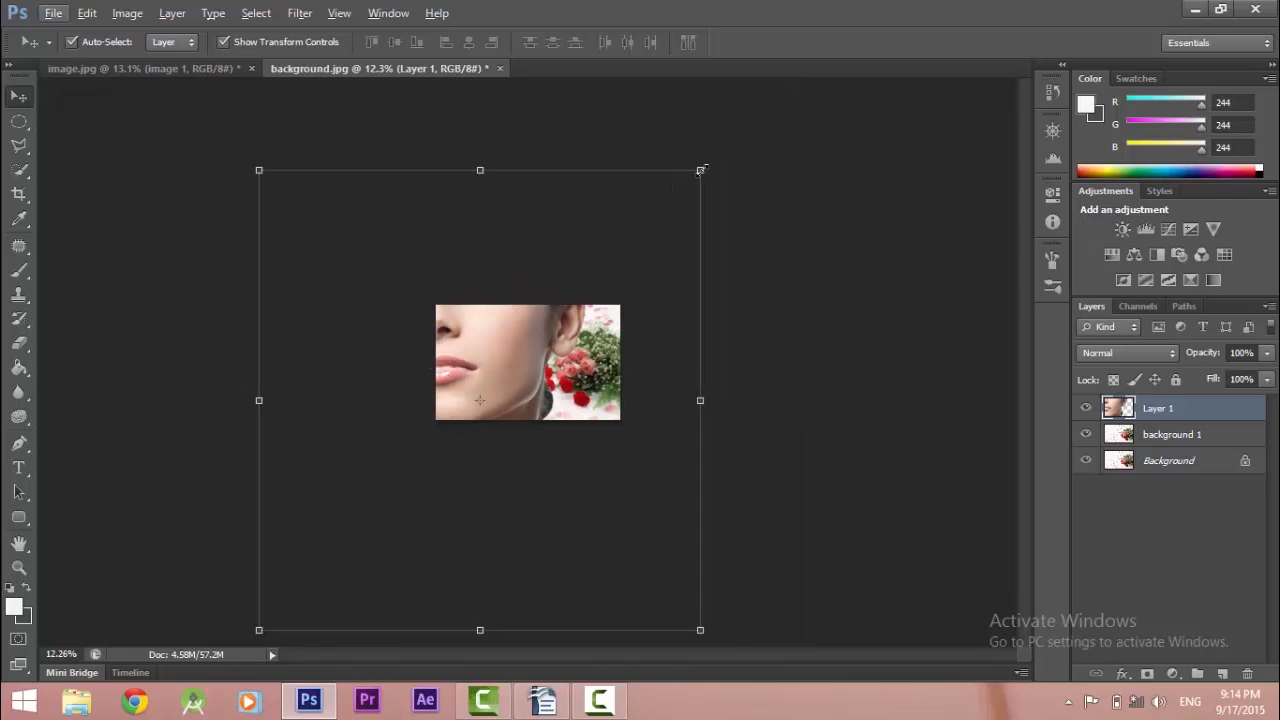 Ps File Edit Image Layer Type Select Filter View Window Help
Auto-Select: Layer Show Transform Controls Essentials
image.jpg @ 13.1% (image 1, RGB/8#) * × background.jpg @ 12.3% (Layer 1, RGB/8#) * ×
Color Swatches
R 244
G 244
B 244
Adjustments Styles
Add an adjustment
Layers Channels Paths
Kind
Normal Opacity: 100%
Lock: Fill: 100%
Layer 1
background 1
Background
Activate Windows
Go to PC settings to activate Windows.
12.26% Doc: 4.58M/57.2M
Mini Bridge Timeline
Ps Pr Ae ENG 9:14 PM
9/17/2015